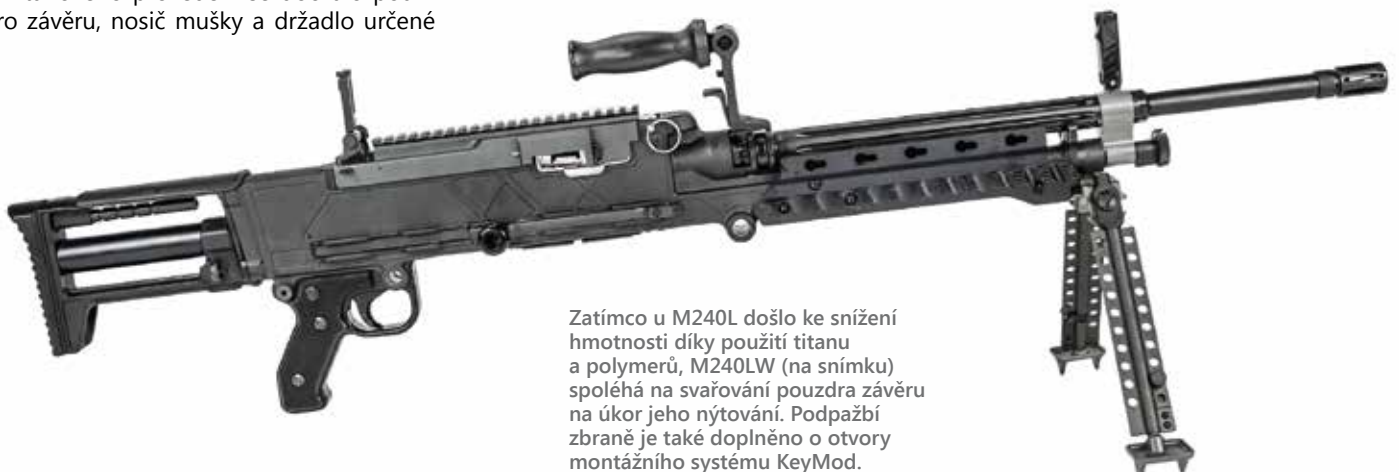 ro závěru, nosič mušky a držadlo určené
Zatímco u M240L došlo ke snížení
hmotnosti díky použití titanu
a polymerů, M240LW (na snímku)
spoléhá na svařování pouzdra závěru
na úkor jeho nýtování. Podpažbí
zbraně je také doplněno o otvory
montážního systému KeyMod.